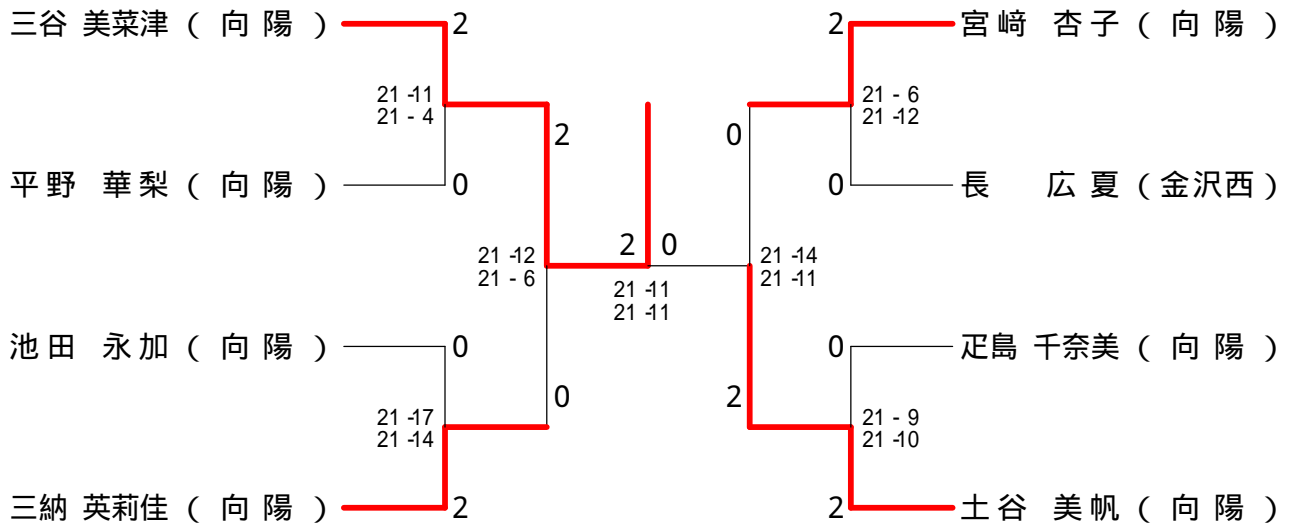 三谷 美菜津 ( 向 陽 ) 2 2 宮﨑 杏子 ( 向 陽 )
21 -11 21 - 6
21 - 4 21 -12
2 0
平野 華梨 ( 向 陽 ) 0 0 長 広夏 (金沢西)
21 -12 2 0 21 -14
21 - 6 21 -11 21 -11
21 -11
池田 永加 ( 向 陽 ) 0 0 疋島 千奈美 ( 向 陽 )
0 2
21 -17 21 - 9
21 -14 21 -10
三納 英莉佳 ( 向 陽 ) 2 2 土谷 美帆 ( 向 陽 )